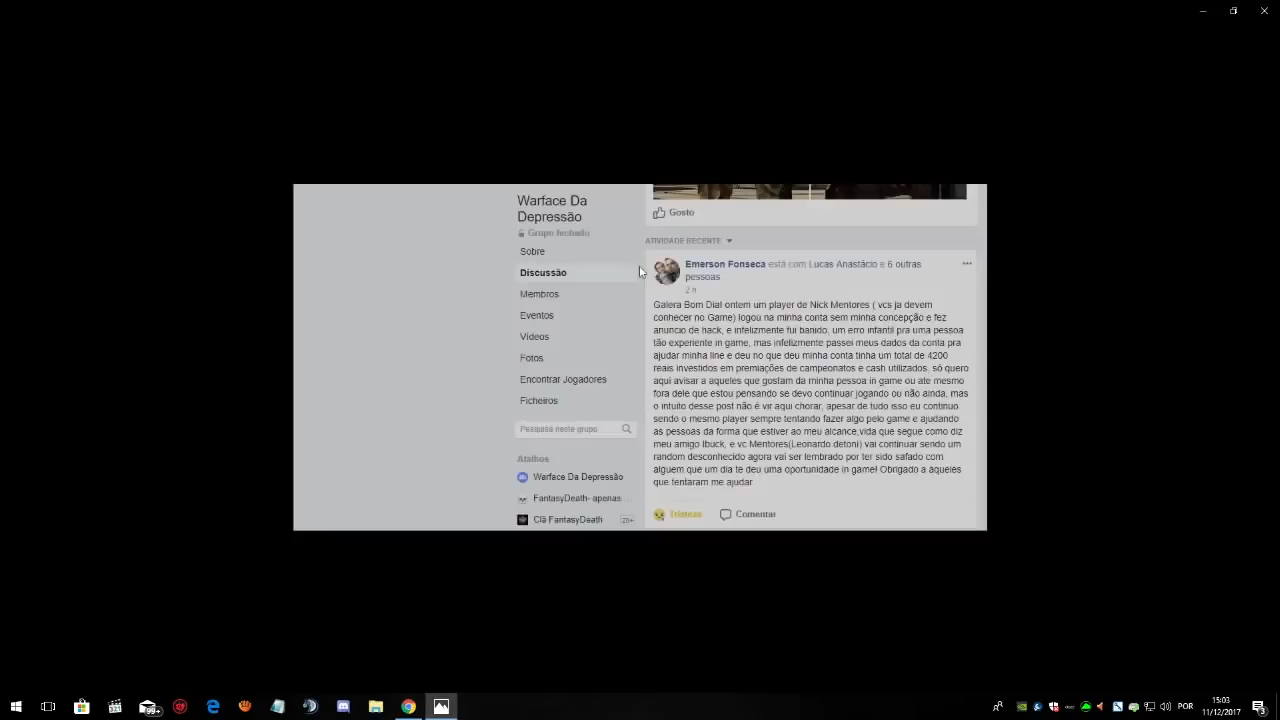 Warface Da
Depressão
Grupo fechado
Sobre
Discussão
Membros
Eventos
Vídeos
Fotos
Encontrar Jogadores
Ficheiros
Pesquisa neste grupo
Atalhos
Warface Da Depressão
FantasyDeath- apenas...
Clã FantasyDeath 20+
Gosto
ATIVIDADE RECENTE
Emerson Fonseca está com Lucas Anastácio e 6 outras
pessoas
2 h
Galera Bom Dia! ontem um player de Nick Mentores ( vcs ja devem
conhecer no Game) logou na minha conta sem minha concepção e fez
anuncio de hack, e infelizmente fui banido, um erro infantil pra uma pessoa
tão experiente in game, mas infelizmente passei meus dados da conta pra
ajudar minha line e deu no que deu minha conta tinha um total de 4200
reais investidos em premiações de campeonatos e cash utilizados, só quero
aqui avisar a aqueles que gostam da minha pessoa in game ou ate mesmo
fora dele que estou pensando se devo continuar jogando ou não ainda, mas
o intuito desse post não é vir aqui chorar, apesar de tudo isso eu continuo
sendo o mesmo player sempre tentando fazer algo pelo game e ajudando
as pessoas da forma que estiver ao meu alcance,vida que segue como diz
meu amigo Ibuck, e vc Mentores(Leonardo detoni) vai continuar sendo um
random desconhecido agora vai ser lembrado por ter sido safado com
alguem que um dia te deu uma oportunidade in game! Obrigado a aqueles
que tentaram me ajudar
Tristeza Comentar
99+
POR
15:03
11/12/2017